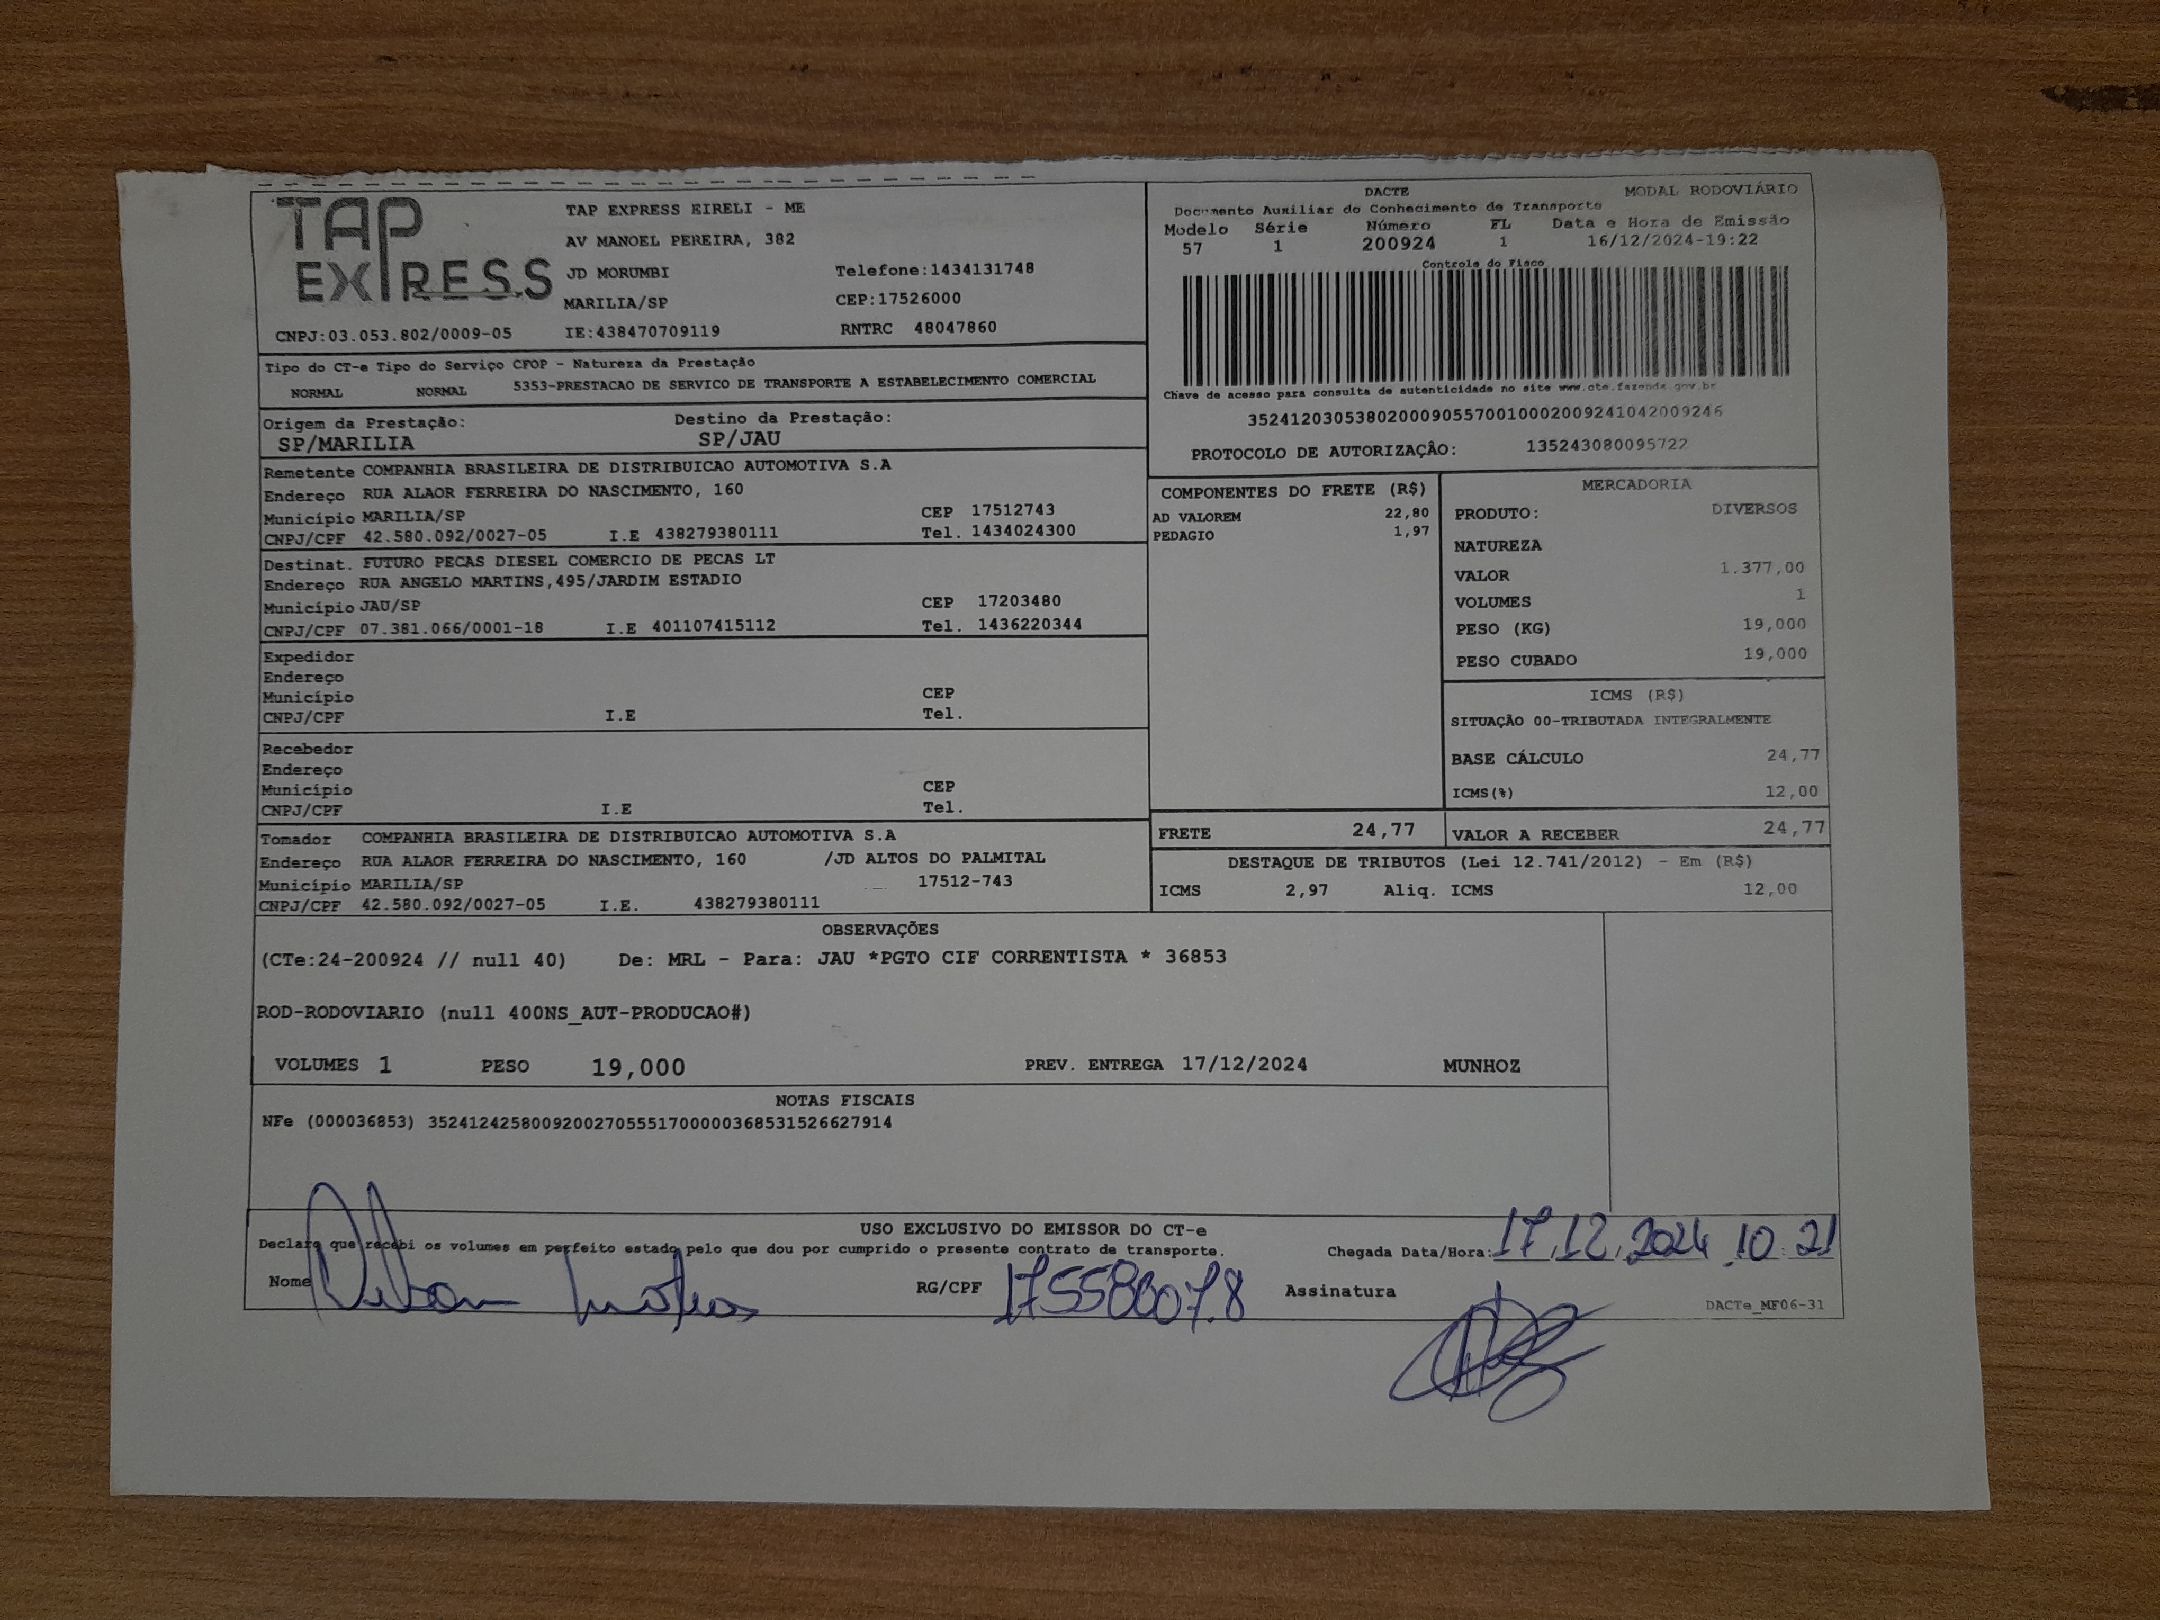 TAP EXPRESS
TAP EXPRESS EIRELI - ME
AV MANOEL PEREIRA, 382
JD MORUMBI Telefone:1434131748
MARILIA/SP CEP:17526000
CNPJ:03.053.802/0009-05 IE:438470709119 RNTRC 48047860
DACTE MODAL RODOVIÁRIO
Documento Auxiliar do Conhecimento de Transporte
Modelo Série Número FL Data e Hora de Emissão
57 1 200924 1 16/12/2024-19:22
Controle do Fisco
Chave de acesso para consulta de autenticidade no site www.cte.fazenda.gov.br
35241203053802000905570010002009241042009246
PROTOCOLO DE AUTORIZAÇÂO: 135243080095722
Tipo do CT-e Tipo do Serviço CFOP - Natureza da Prestação
NORMAL NORMAL 5353-PRESTACAO DE SERVICO DE TRANSPORTE A ESTABELECIMENTO COMERCIAL
Origem da Prestação: Destino da Prestação:
SP/MARILIA SP/JAU
Remetente COMPANHIA BRASILEIRA DE DISTRIBUICAO AUTOMOTIVA S.A
Endereço RUA ALAOR FERREIRA DO NASCIMENTO, 160
Município MARILIA/SP CEP 17512743
CNPJ/CPF 42.580.092/0027-05 I.E 438279380111 Tel. 1434024300
Destinat. FUTURO PECAS DIESEL COMERCIO DE PECAS LT
Endereço RUA ANGELO MARTINS,495/JARDIM ESTADIO
Município JAU/SP CEP 17203480
CNPJ/CPF 07.381.066/0001-18 I.E 401107415112 Tel. 1436220344
Expedidor
Endereço
Município CEP
CNPJ/CPF I.E Tel.
Recebedor
Endereço
Município CEP
CNPJ/CPF I.E Tel.
Tomador COMPANHIA BRASILEIRA DE DISTRIBUICAO AUTOMOTIVA S.A
Endereço RUA ALAOR FERREIRA DO NASCIMENTO, 160 /JD ALTOS DO PALMITAL
Município MARILIA/SP 17512-743
CNPJ/CPF 42.580.092/0027-05 I.E. 438279380111
COMPONENTES DO FRETE (R$)
AD VALOREM 22,80
PEDAGIO 1,97
MERCADORIA
PRODUTO: DIVERSOS
NATUREZA
VALOR 1.377,00
VOLUMES 1
PESO (KG) 19,000
PESO CUBADO 19,000
ICMS (R$)
SITUAÇÃO 00-TRIBUTADA INTEGRALMENTE
BASE CÁLCULO 24,77
ICMS(%) 12,00
FRETE 24,77 VALOR A RECEBER 24,77
DESTAQUE DE TRIBUTOS (Lei 12.741/2012) - Em (R$)
ICMS 2,97 Aliq. ICMS 12,00
OBSERVAÇÕES
(CTe:24-200924 // null 40) De: MRL - Para: JAU *PGTO CIF CORRENTISTA * 36853
ROD-RODOVIARIO (null 400NS_AUT-PRODUCAO#)
VOLUMES 1 PESO 19,000 PREV. ENTREGA 17/12/2024 MUNHOZ
NOTAS FISCAIS
NFe (000036853) 35241242580092002705551700000368531526627914
USO EXCLUSIVO DO EMISSOR DO CT-e
Declaro que recebi os volumes em perfeito estado pelo que dou por cumprido o presente contrato de transporte.
Chegada Data/Hora: 17.12.2024 10:21
Nome RG/CPF Assinatura
DACTe_MF06-31